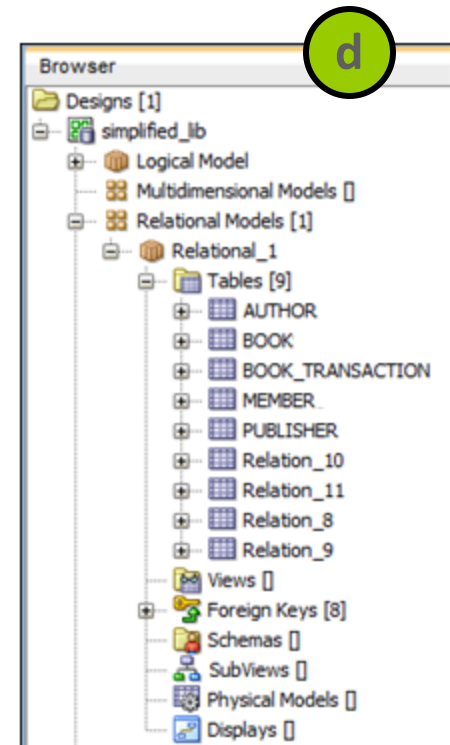 d
Browser
Designs [1]
simplified_lib
Logical Model
Multidimensional Models []
Relational Models [1]
Relational_1
Tables [9]
AUTHOR
BOOK
BOOK_TRANSACTION
MEMBER
PUBLISHER
Relation_10
Relation_11
Relation_8
Relation_9
Views []
Foreign Keys [8]
Schemas []
SubViews []
Physical Models []
Displays []